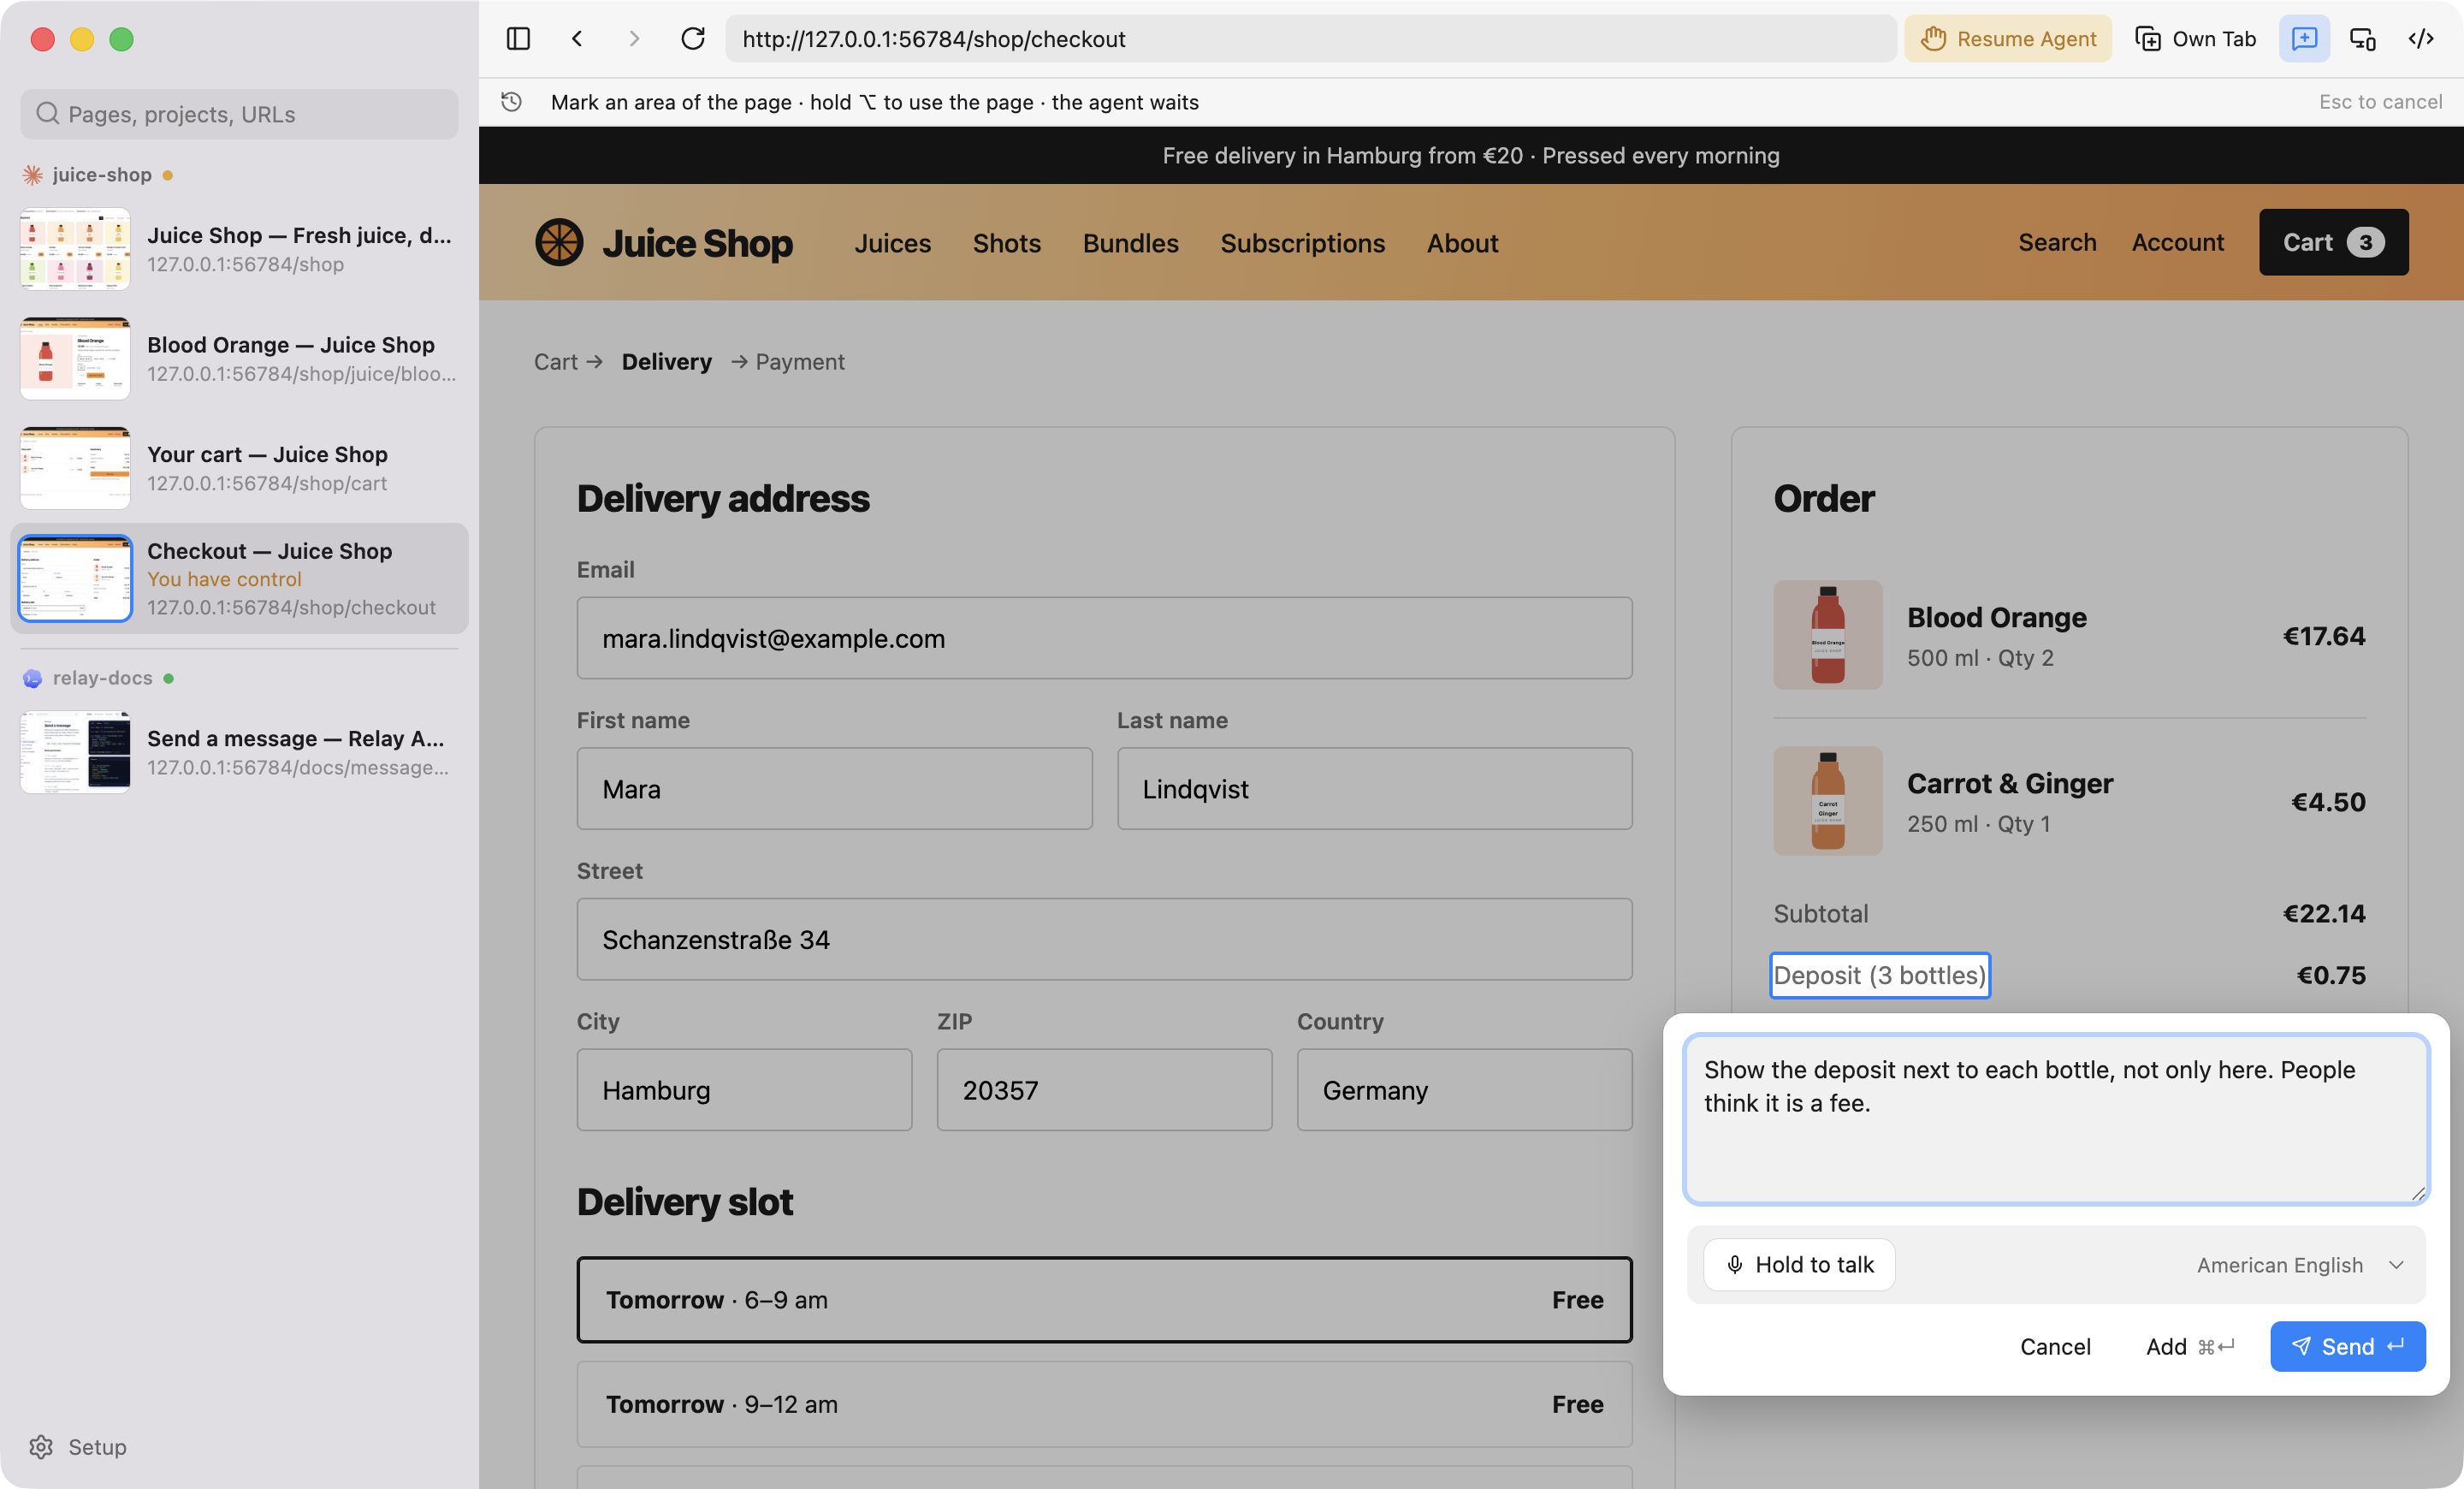 http://127.0.0.1:56784/shop/checkout
Resume Agent
Own Tab
Mark an area of the page · hold ⌥ to use the page · the agent waits
Esc to cancel
Pages, projects, URLs
juice-shop
Juice Shop — Fresh juice, d...
127.0.0.1:56784/shop
Blood Orange — Juice Shop
127.0.0.1:56784/shop/juice/bloo...
Your cart — Juice Shop
127.0.0.1:56784/shop/cart
Checkout — Juice Shop
You have control
127.0.0.1:56784/shop/checkout
relay-docs
Send a message — Relay A...
127.0.0.1:56784/docs/message...
Setup
Free delivery in Hamburg from €20 · Pressed every morning
Juice Shop
Juices
Shots
Bundles
Subscriptions
About
Search
Account
Cart 3
Cart → Delivery → Payment
Delivery address
Email
mara.lindqvist@example.com
First name
Last name
Mara
Lindqvist
Street
Schanzenstraße 34
City
ZIP
Country
Hamburg
20357
Germany
Delivery slot
Tomorrow · 6–9 am
Free
Tomorrow · 9–12 am
Free
Order
Blood Orange
JUICE SHOP
Blood Orange
500 ml · Qty 2
€17.64
Carrot
Ginger
JUICE SHOP
Carrot & Ginger
250 ml · Qty 1
€4.50
Subtotal
€22.14
Deposit (3 bottles)
€0.75
Show the deposit next to each bottle, not only here. People
think it is a fee.
Hold to talk
American English
Cancel
Add ⌘↵
Send ↵